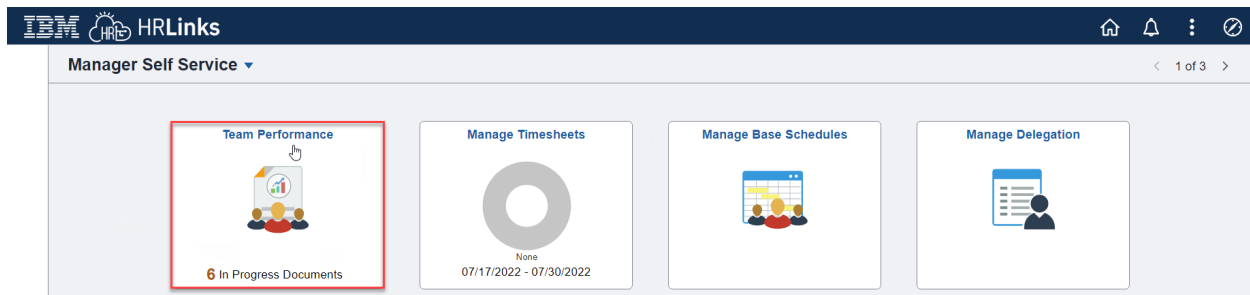 IBM HR HRLinks
Manager Self Service
1 of 3
Team Performance
6 In Progress Documents
Manage Timesheets
None
07/17/2022 - 07/30/2022
Manage Base Schedules
Manage Delegation